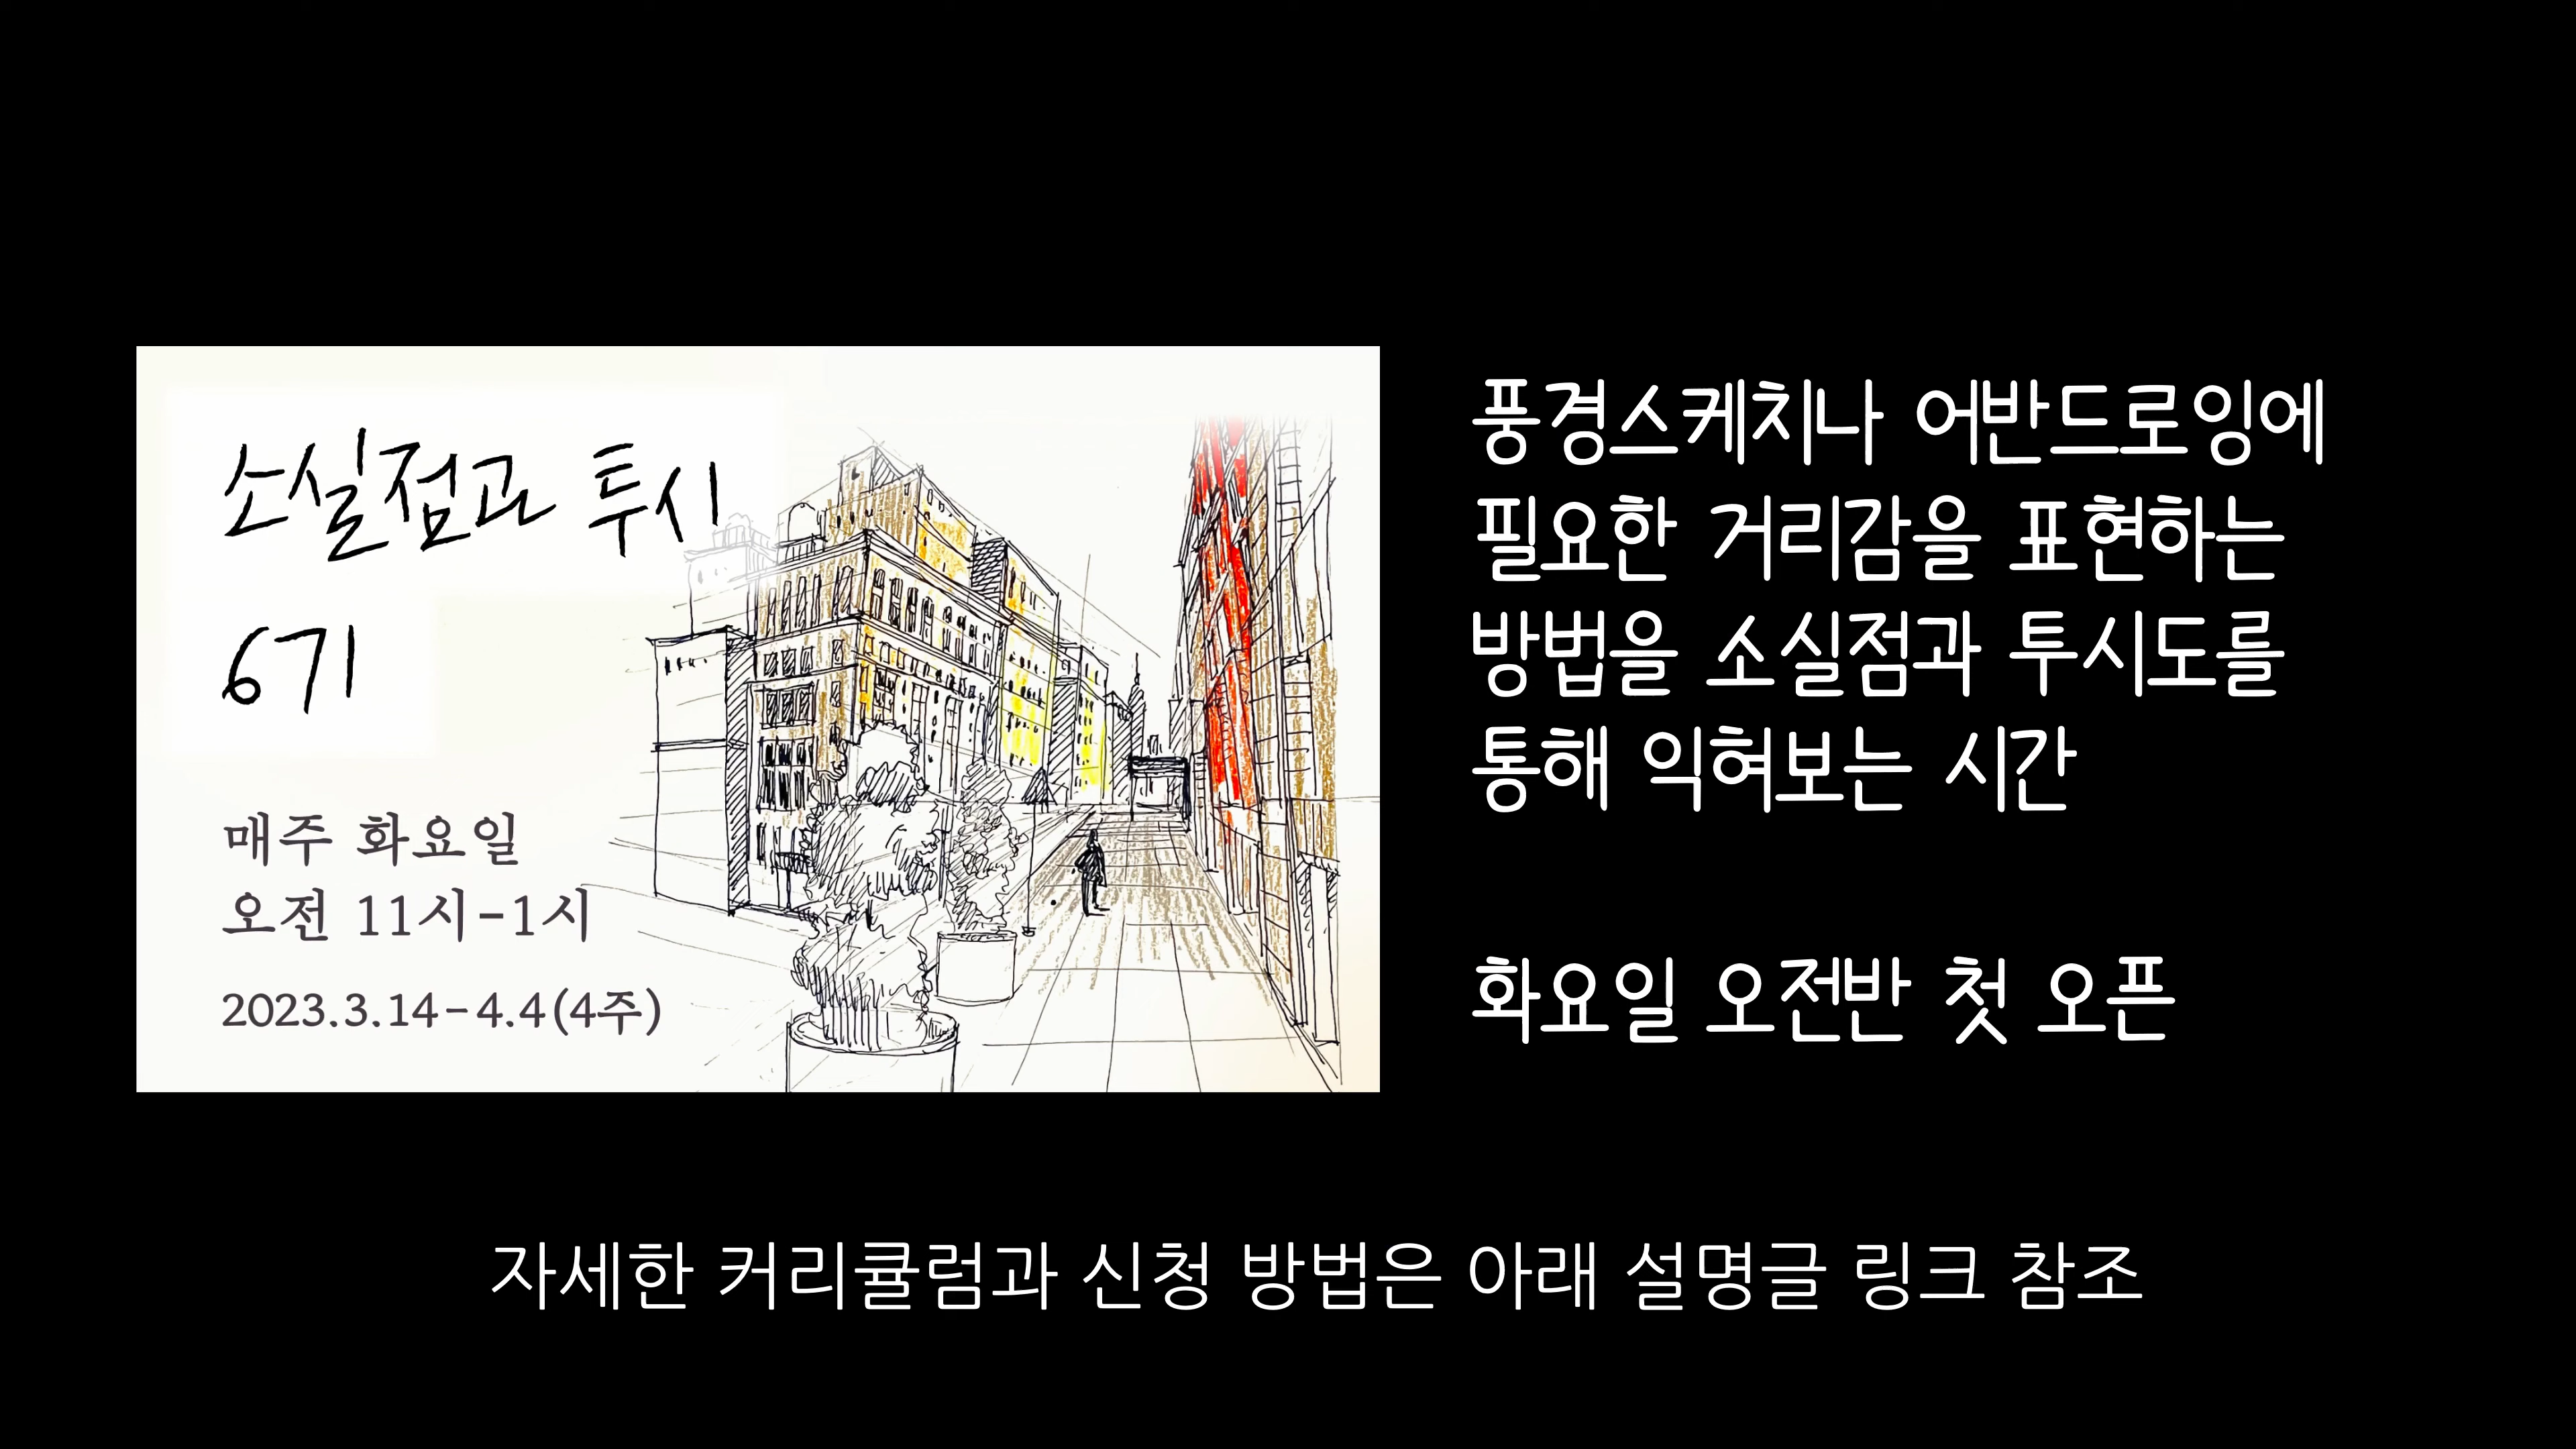 소실점과 투시
6기
매주 화요일
오전 11시-1시
2023.3.14-4.4(4주)
풍경스케치나 어반드로잉에
필요한 거리감을 표현하는
방법을 소실점과 투시도를
통해 익혀보는 시간
화요일 오전반 첫 오픈
자세한 커리큘럼과 신청 방법은 아래 설명글 링크 참조